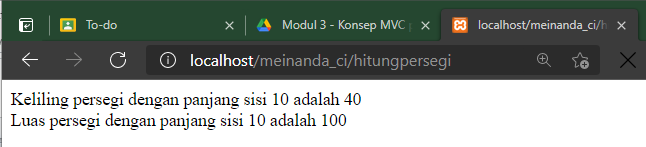 To-do
Modul 3 - Konsep MVC
localhost/meinanda_ci/h
localhost/meinanda_ci/hitungpersegi
Keliling persegi dengan panjang sisi 10 adalah 40
Luas persegi dengan panjang sisi 10 adalah 100